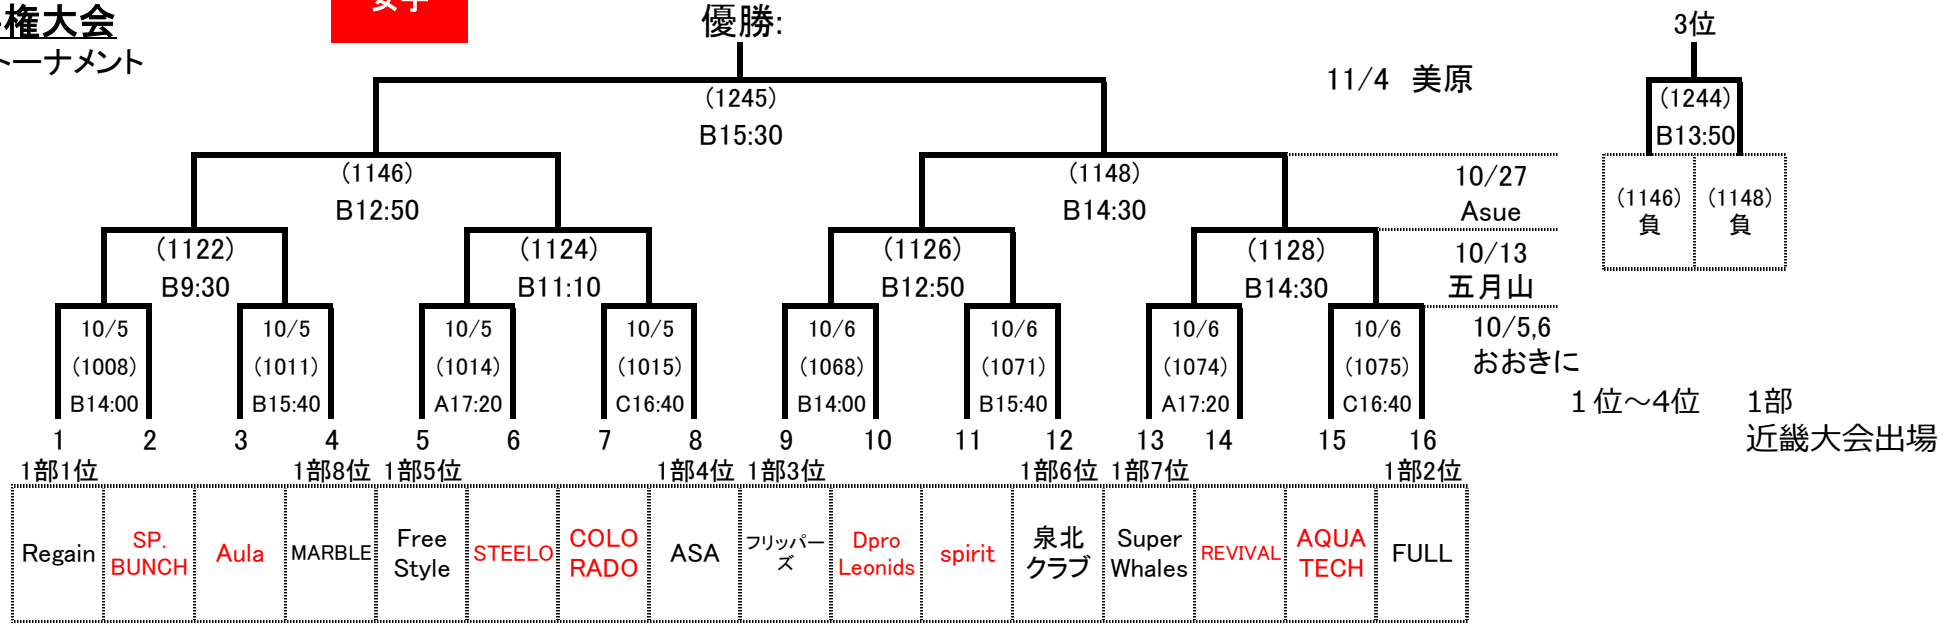 権大会
トーナメント
女子
優勝:
3位
11/4 美原
(1245)
B15:30
(1244)
B13:50
(1146)
B12:50
(1148)
B14:30
10/27
Asue
(1146)
負
(1148)
負
(1122)
B9:30
(1124)
B11:10
(1126)
B12:50
(1128)
B14:30
10/13
五月山
10/5
(1008)
B14:00
10/5
(1011)
B15:40
10/5
(1014)
A17:20
10/5
(1015)
C16:40
10/6
(1068)
B14:00
10/6
(1071)
B15:40
10/6
(1074)
A17:20
10/6
(1075)
C16:40
10/5,6
おおきに
1位～4位 1部
近畿大会出場
1 2 3 4 5 6 7 8 9 10 11 12 13 14 15 16
1部1位 1部8位 1部5位 1部4位 1部3位 1部6位 1部7位 1部2位
Regain
SP.
BUNCH
Aula
MARBLE
Free
Style
STEELO
COLO
RADO
ASA
フリッパー
ズ
Dpro
Leonids
spirit
泉北
クラブ
Super
Whales
REVIVAL
AQUA
TECH
FULL